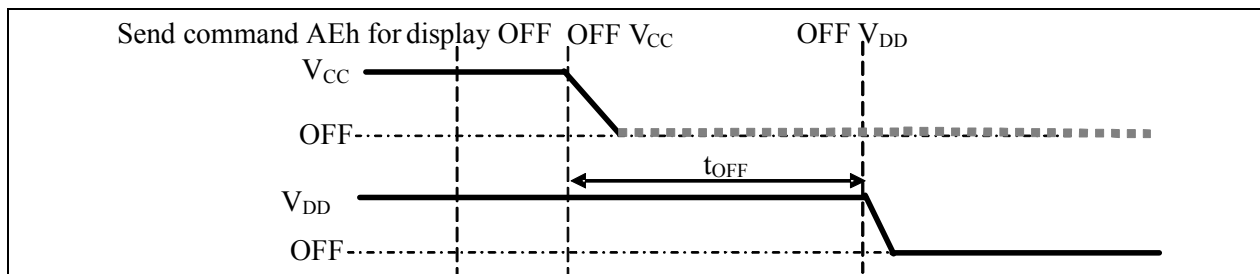 Send command AEh for display OFF OFF VCC OFF VDD
VCC
OFF
tOFF
VDD
OFF